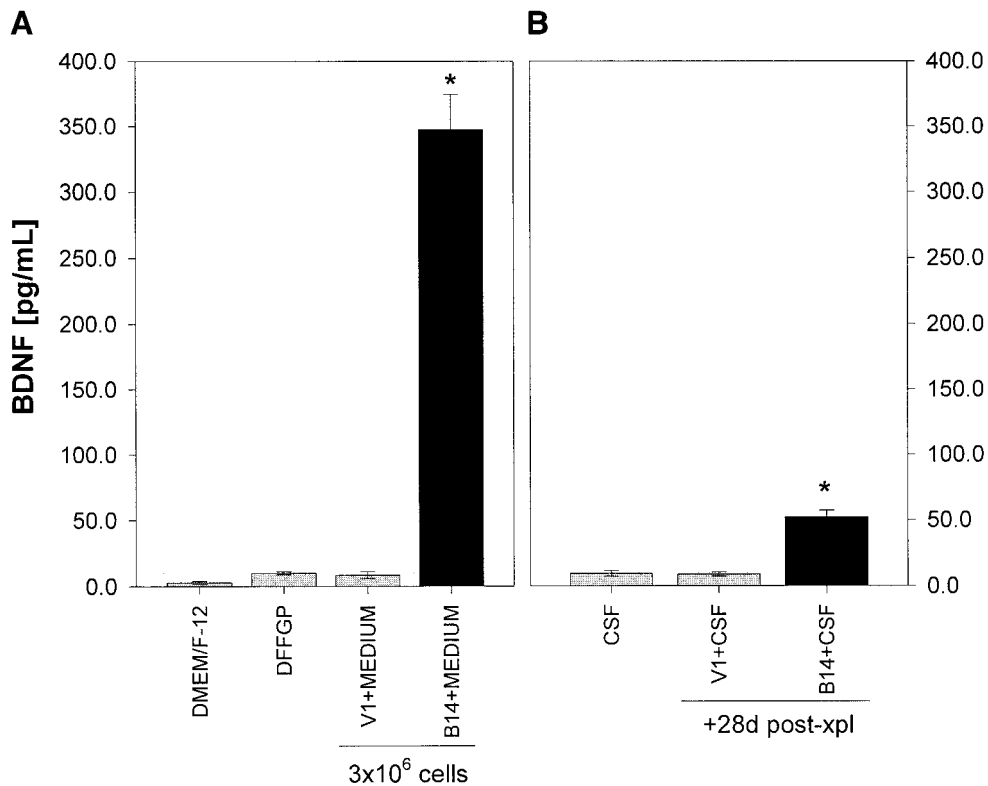 A
B
BDNF [pg/mL]
400.0
350.0
300.0
250.0
200.0
150.0
100.0
50.0
0.0
*
DMEM/F-12
DFFGP
V1+MEDIUM
B14+MEDIUM
3x10⁶ cells
400.0
350.0
300.0
250.0
200.0
150.0
100.0
50.0
0.0
*
CSF
V1+CSF
B14+CSF
+28d post-xpl